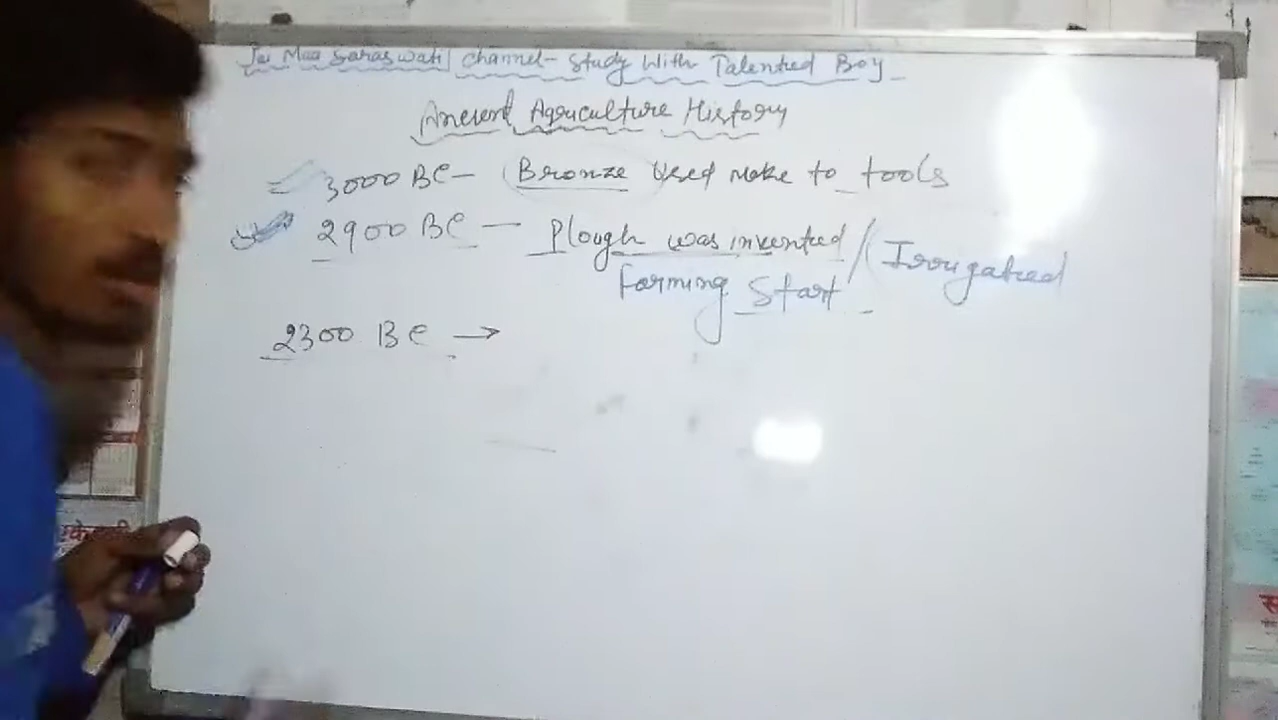 Jai Maa Saraswati| Channel- Study With Talented Boy
Ancient Agriculture History
3000 BC- Bronze Used Make to tools
2900 BC - Plough was invented / Irrigated
Farming Start
2300 BC →